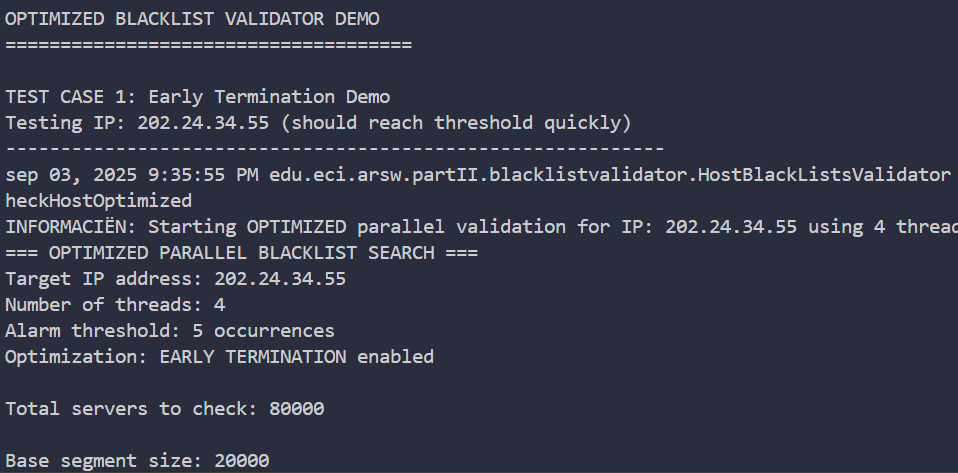 OPTIMIZED BLACKLIST VALIDATOR DEMO
=====================================
TEST CASE 1: Early Termination Demo
Testing IP: 202.24.34.55 (should reach threshold quickly)
------------------------------------------------------------
sep 03, 2025 9:35:55 PM edu.eci.arsw.partII.blacklistvalidator.HostBlackListsValidator
heckHostOptimized
INFORMACIËN: Starting OPTIMIZED parallel validation for IP: 202.24.34.55 using 4 threac
=== OPTIMIZED PARALLEL BLACKLIST SEARCH ===
Target IP address: 202.24.34.55
Number of threads: 4
Alarm threshold: 5 occurrences
Optimization: EARLY TERMINATION enabled
Total servers to check: 80000
Base segment size: 20000